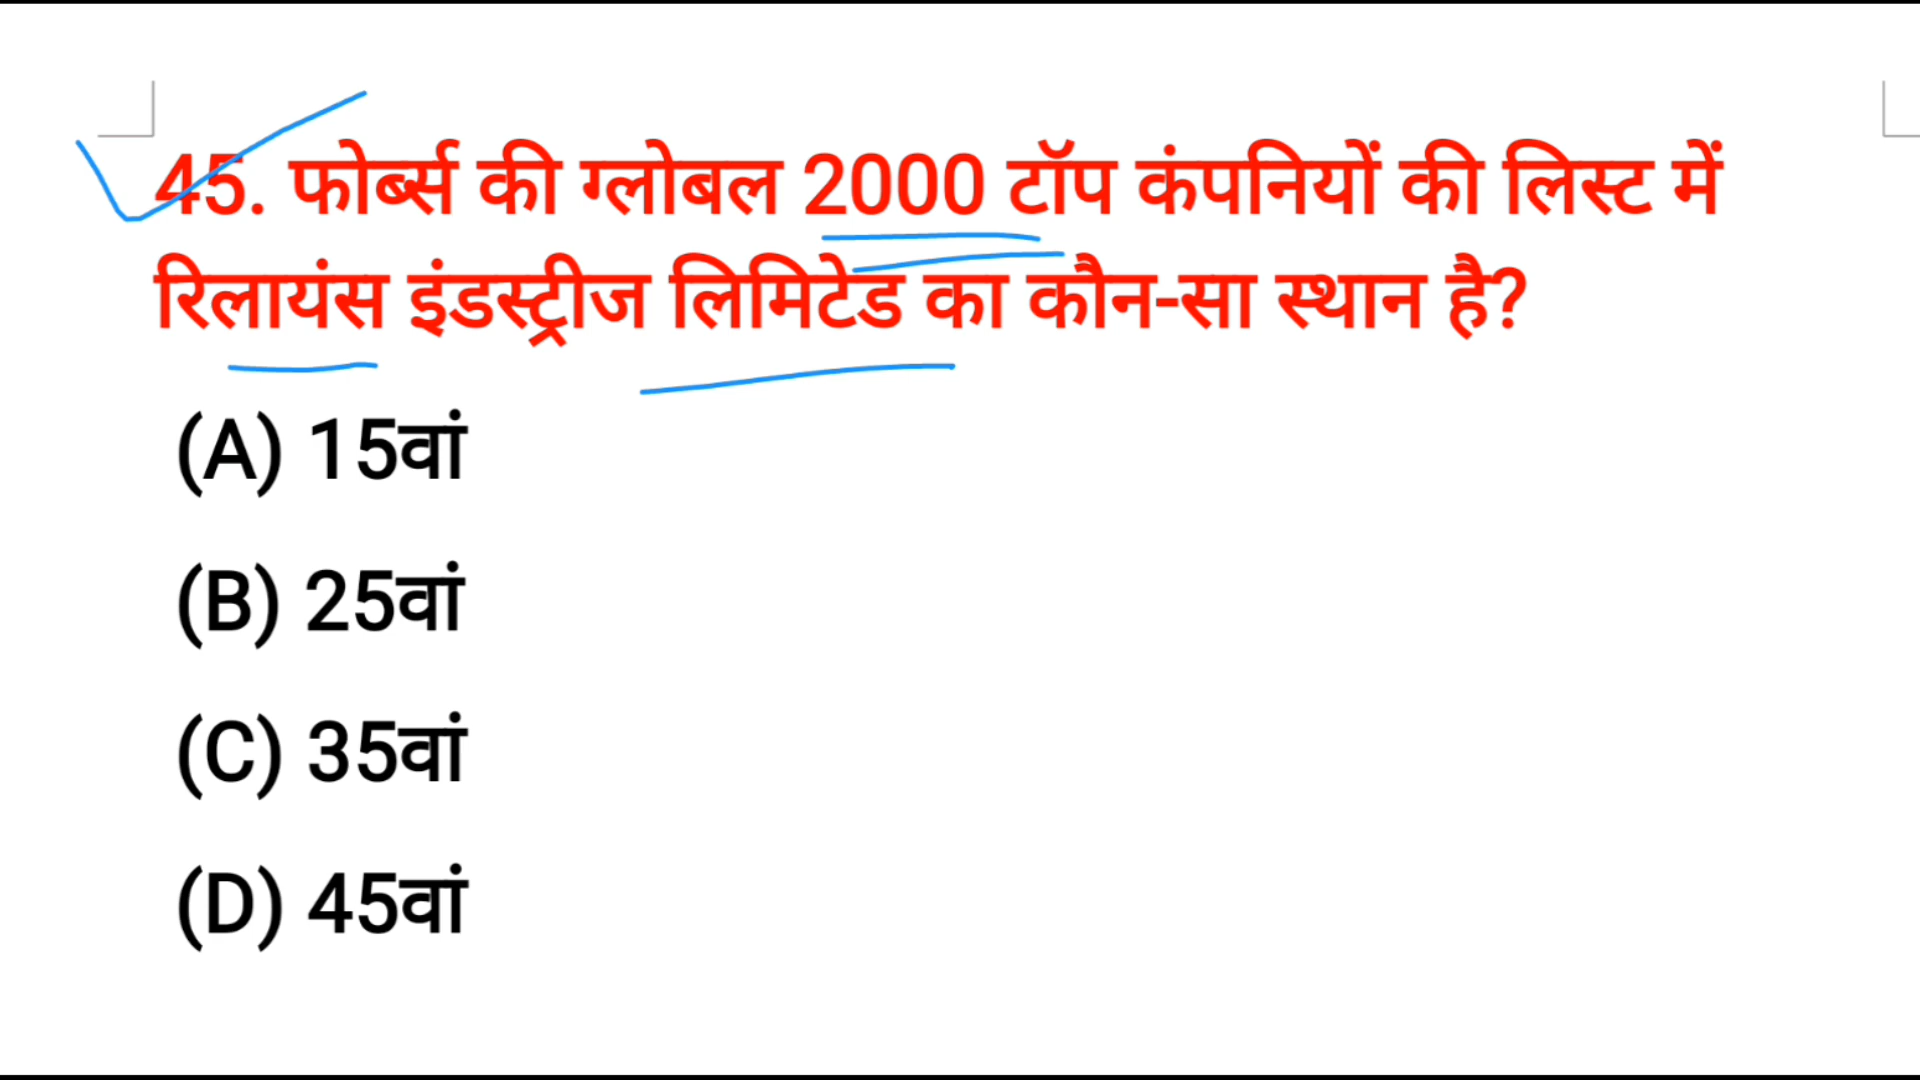 45. फोर्ब्स की ग्लोबल 2000 टॉप कंपनियों की लिस्ट में
रिलायंस इंडस्ट्रीज लिमिटेड का कौन-सा स्थान है?
(A) 15वां
(B) 25वां
(C) 35वां
(D) 45वां